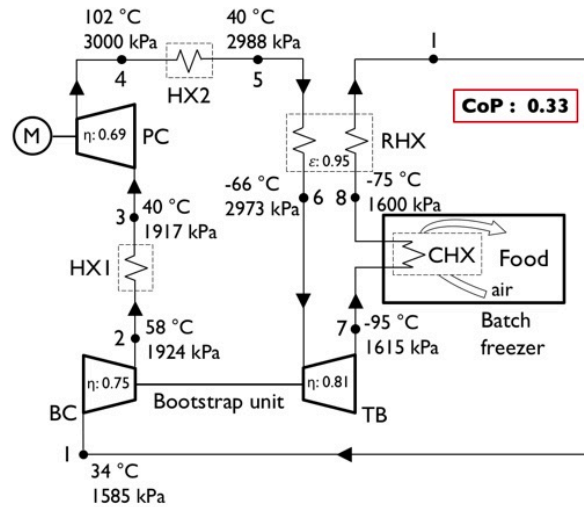 102 °C
3000 kPa
4
HX2
40 °C
2988 kPa
5
1
CoP : 0.33
M
η: 0.69
PC
RHX
ε: 0.95
-66 °C
2973 kPa
6
8
-75 °C
1600 kPa
3
40 °C
1917 kPa
HX1
CHX
Food
air
Batch
freezer
2
58 °C
1924 kPa
7
-95 °C
1615 kPa
η: 0.75
BC
Bootstrap unit
η: 0.81
TB
1
34 °C
1585 kPa